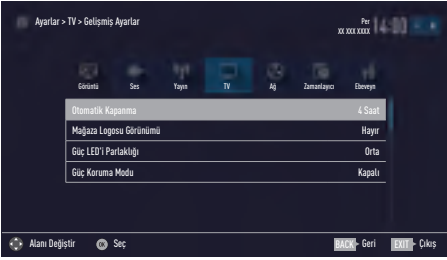 Ayarlar > TV > Gelişmiş Ayarlar
Per
xx xxx xxxx
14:00
Görüntü Ses Yayın TV Ağ Zamanlayıcı Ebeveyn
Otomatik Kapanma 4 Saat
Mağaza Logosu Görünümü Hayır
Güç LED'i Parlaklığı Orta
Güç Koruma Modu Kapalı
Alanı Değiştir OK Seç BACK Geri EXIT Çıkış